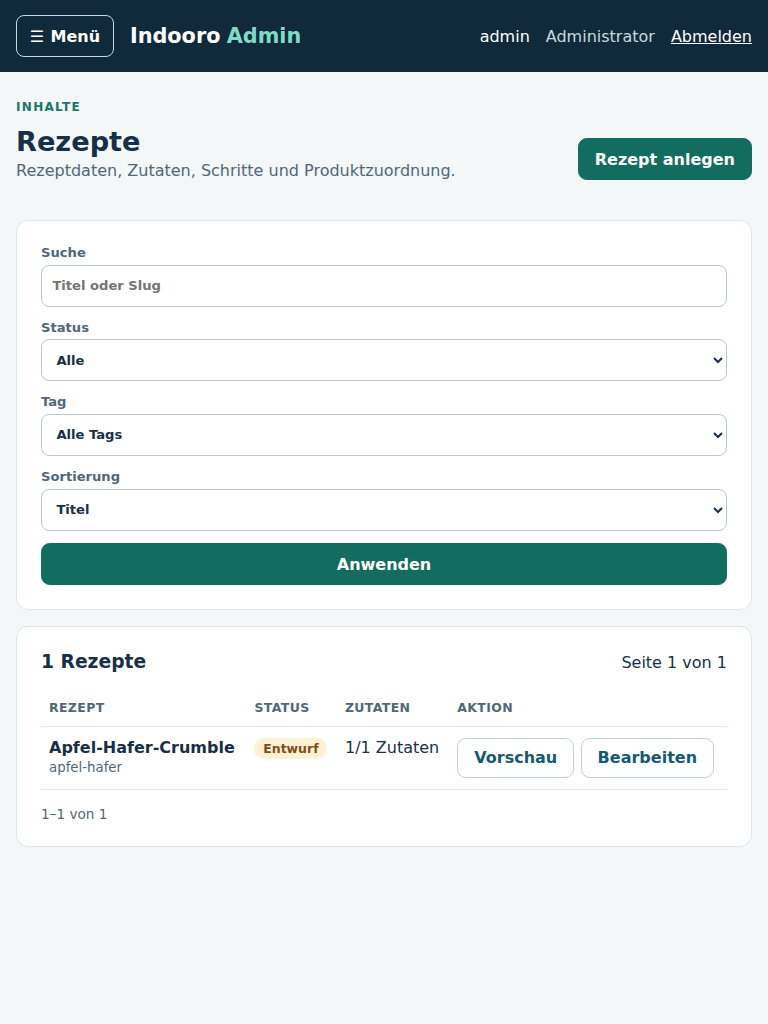 ☰ Menü Indooro Admin admin Administrator Abmelden
INHALTE
Rezepte
Rezeptdaten, Zutaten, Schritte und Produktzuordnung.
Rezept anlegen
Suche
Titel oder Slug
Status
Alle
Tag
Alle Tags
Sortierung
Titel
Anwenden
1 Rezepte Seite 1 von 1
REZEPT STATUS ZUTATEN AKTION
Apfel-Hafer-Crumble Entwurf 1/1 Zutaten Vorschau Bearbeiten
apfel-hafer
1–1 von 1